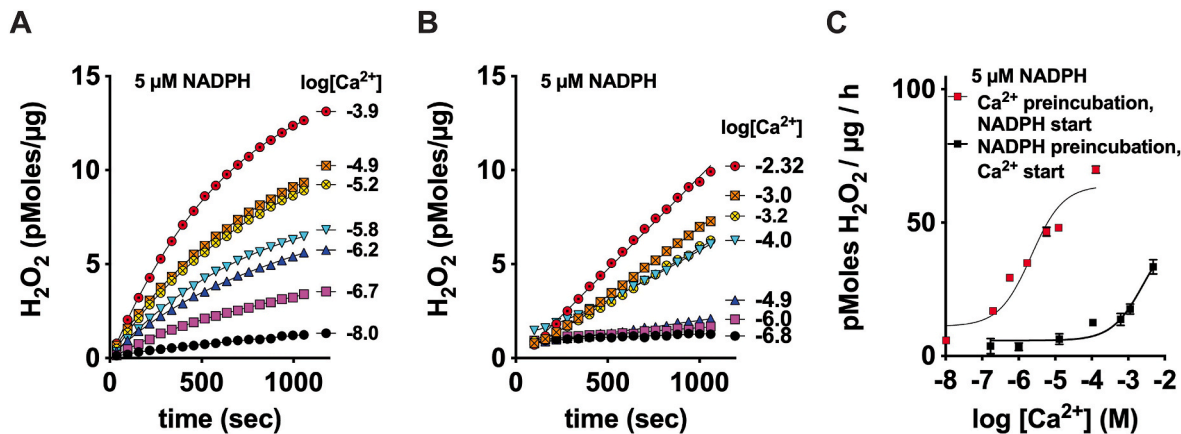 A
5 µM NADPH
log[Ca²⁺]
H₂O₂ (pMoles/µg)
15
10
5
0
-3.9
-4.9
-5.2
-5.8
-6.2
-6.7
-8.0
0
500
1000
time (sec)
B
5 µM NADPH
log[Ca²⁺]
H₂O₂ (pMoles/µg)
15
10
5
0
-2.32
-3.0
-3.2
-4.0
-4.9
-6.0
-6.8
0
500
1000
time (sec)
C
pMoles H₂O₂ / µg / h
100
50
0
5 µM NADPH
Ca²⁺ preincubation,
NADPH start
NADPH preincubation,
Ca²⁺ start
-8 -7 -6 -5 -4 -3 -2
log [Ca²⁺] (M)